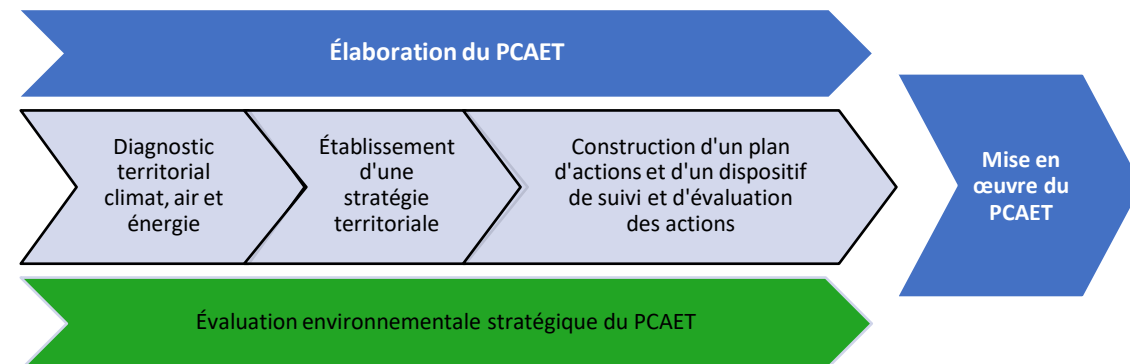 Élaboration du PCAET
Diagnostic
territorial
climat, air et
énergie
Établissement
d'une
stratégie
territoriale
Construction d'un plan
d'actions et d'un dispositif
de suivi et d'évaluation
des actions
Mise en
œuvre du
PCAET
Évaluation environnementale stratégique du PCAET